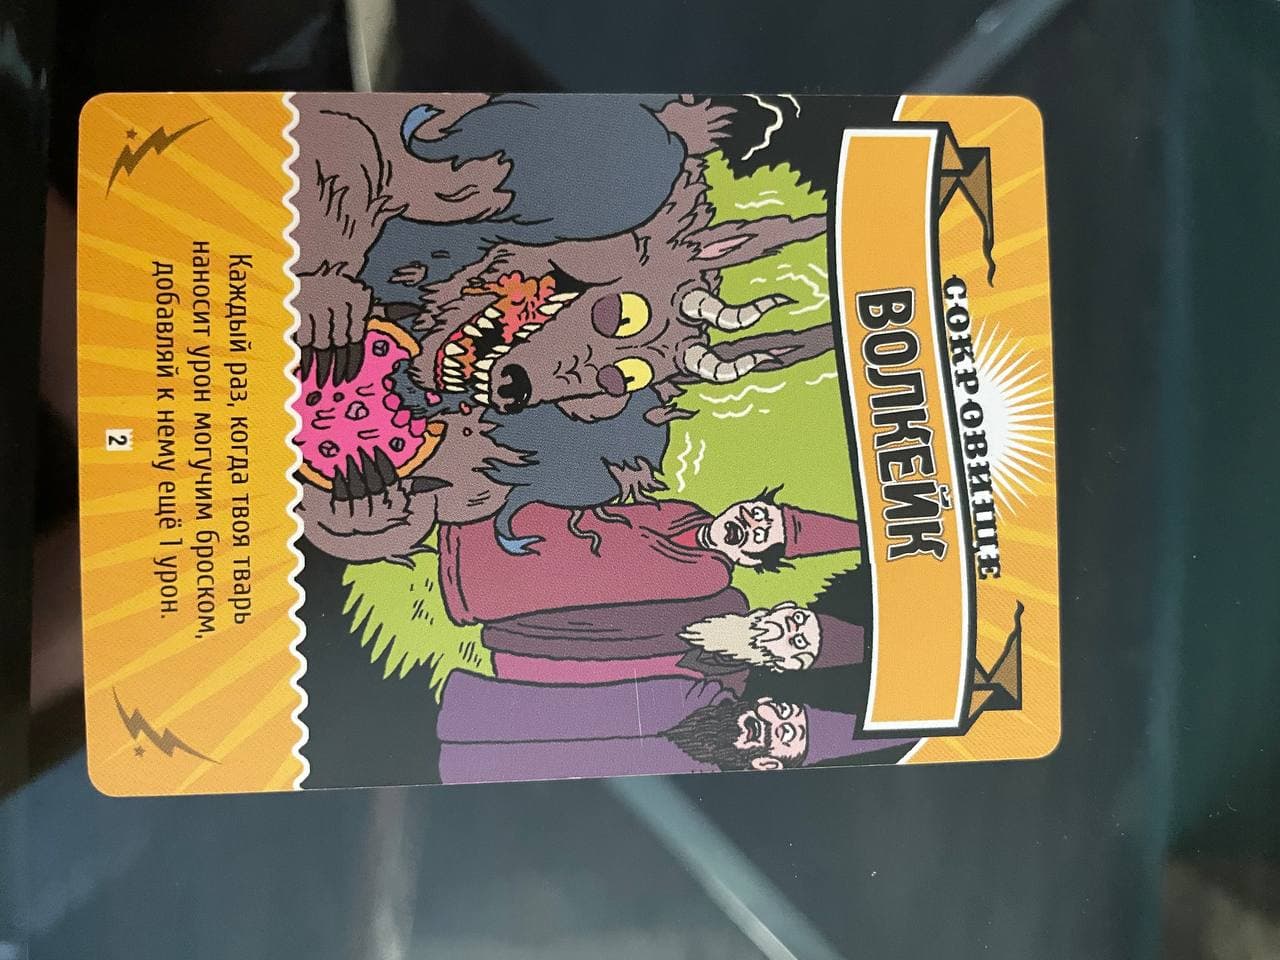 СОКРОВИЩЕ
ВОЛКЕЙК
Каждый раз, когда твоя тварь
наносит урон могучим броском,
добавляй к нему ещё 1 урон.
2